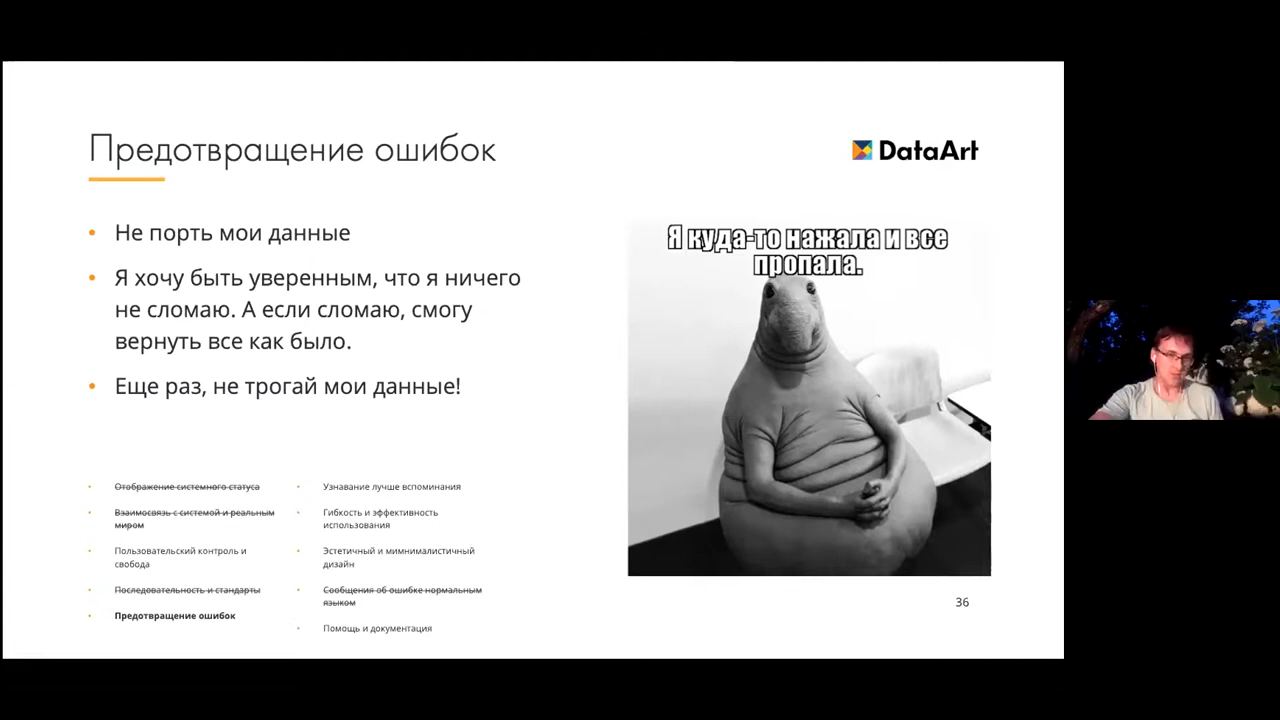 Предотвращение ошибок
DataArt
Не порть мои данные
Я хочу быть уверенным, что я ничего
не сломаю. А если сломаю, смогу
вернуть все как было.
Еще раз, не трогай мои данные!
Я куда-то нажала и все
пропала.
Отображение системного статуса
Взаимосвязь с системой и реальным
миром
Пользовательский контроль и
свобода
Последовательность и стандарты
Предотвращение ошибок
Узнавание лучше вспоминания
Гибкость и эффективность
использования
Эстетичный и мимнималистичный
дизайн
Сообщения об ошибке нормальным
языком
Помощь и документация
36